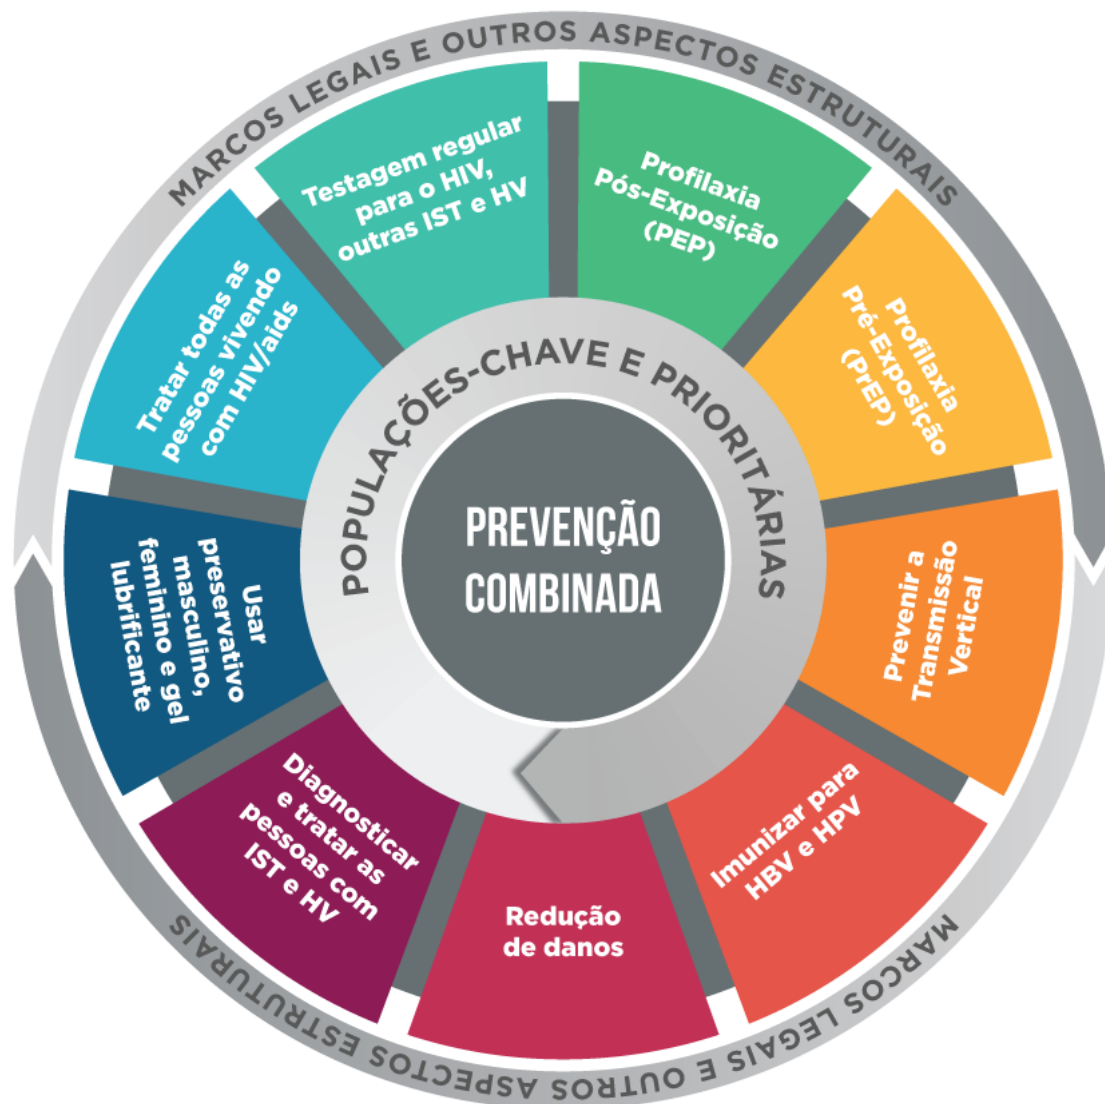 MARCOS LEGAIS E OUTROS ASPECTOS ESTRUTURAIS
Testagem regular
para o HIV,
outras IST e HV
Profilaxia
Pós-Exposição
(PEP)
Profilaxia
Pré-Exposição
(PrEP)
Prevenir a
Transmissão
Vertical
Imunizar para
HBV e HPV
Redução
de danos
Diagnosticar
e tratar as
pessoas com
IST e HV
Usar
preservativo
masculino,
feminino e gel
lubrificante
Tratar todas as
pessoas vivendo
com HIV/aids
POPULAÇÕES-CHAVE E PRIORITÁRIAS
PREVENÇÃO
COMBINADA
MARCOS LEGAIS E OUTROS ASPECTOS ESTRUTURAIS